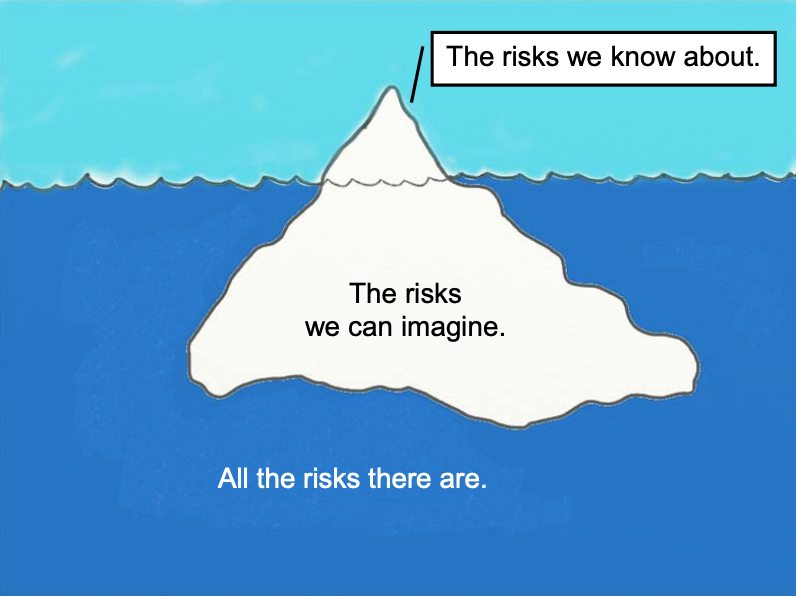 The risks we know about.
The risks
we can imagine.
All the risks there are.